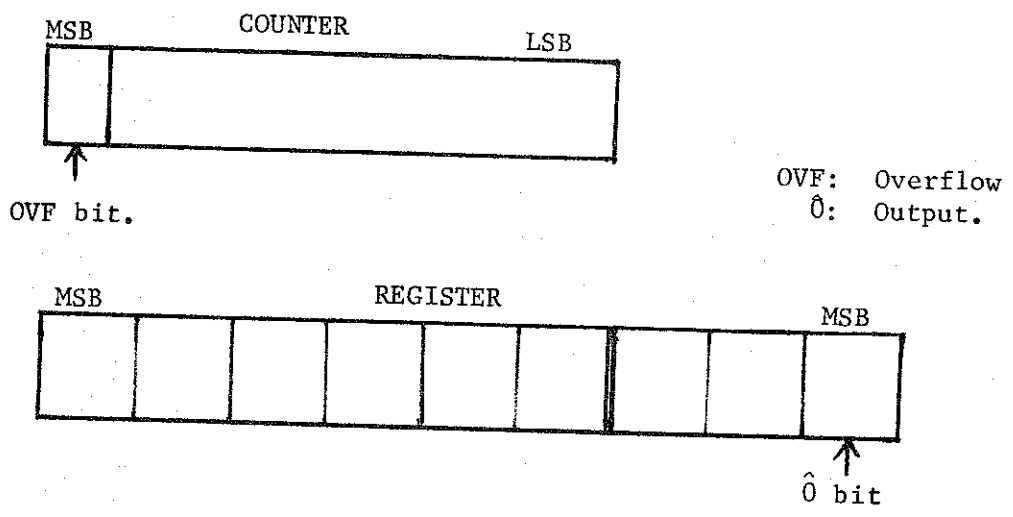 MSB COUNTER LSB
OVF bit.
OVF: Overflow
Ô: Output.
MSB REGISTER MSB
Ô bit